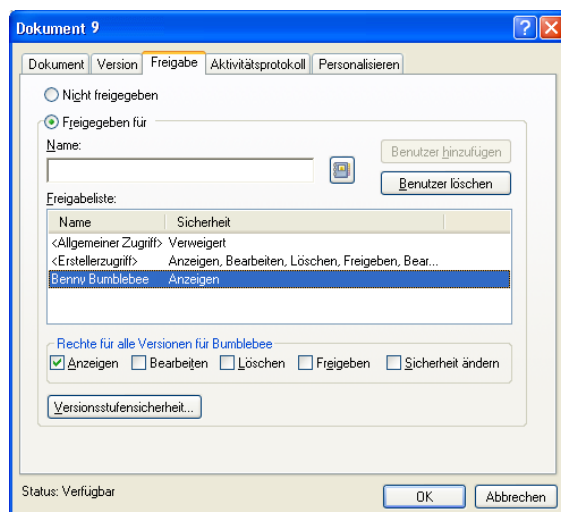 Dokument 9
Dokument Version Freigabe Aktivitätsprotokoll Personalisieren
Nicht freigegeben
Freigegeben für
Name:
Benutzer hinzufügen
Benutzer löschen
Freigabeliste:
Name Sicherheit
<Allgemeiner Zugriff> Verweigert
<Erstellerzugriff> Anzeigen, Bearbeiten, Löschen, Freigeben, Bear...
Benny Bumblebee Anzeigen
Rechte für alle Versionen für Bumblebee
Anzeigen Bearbeiten Löschen Freigeben Sicherheit ändern
Versionsstufensicherheit...
Status: Verfügbar
OK Abbrechen